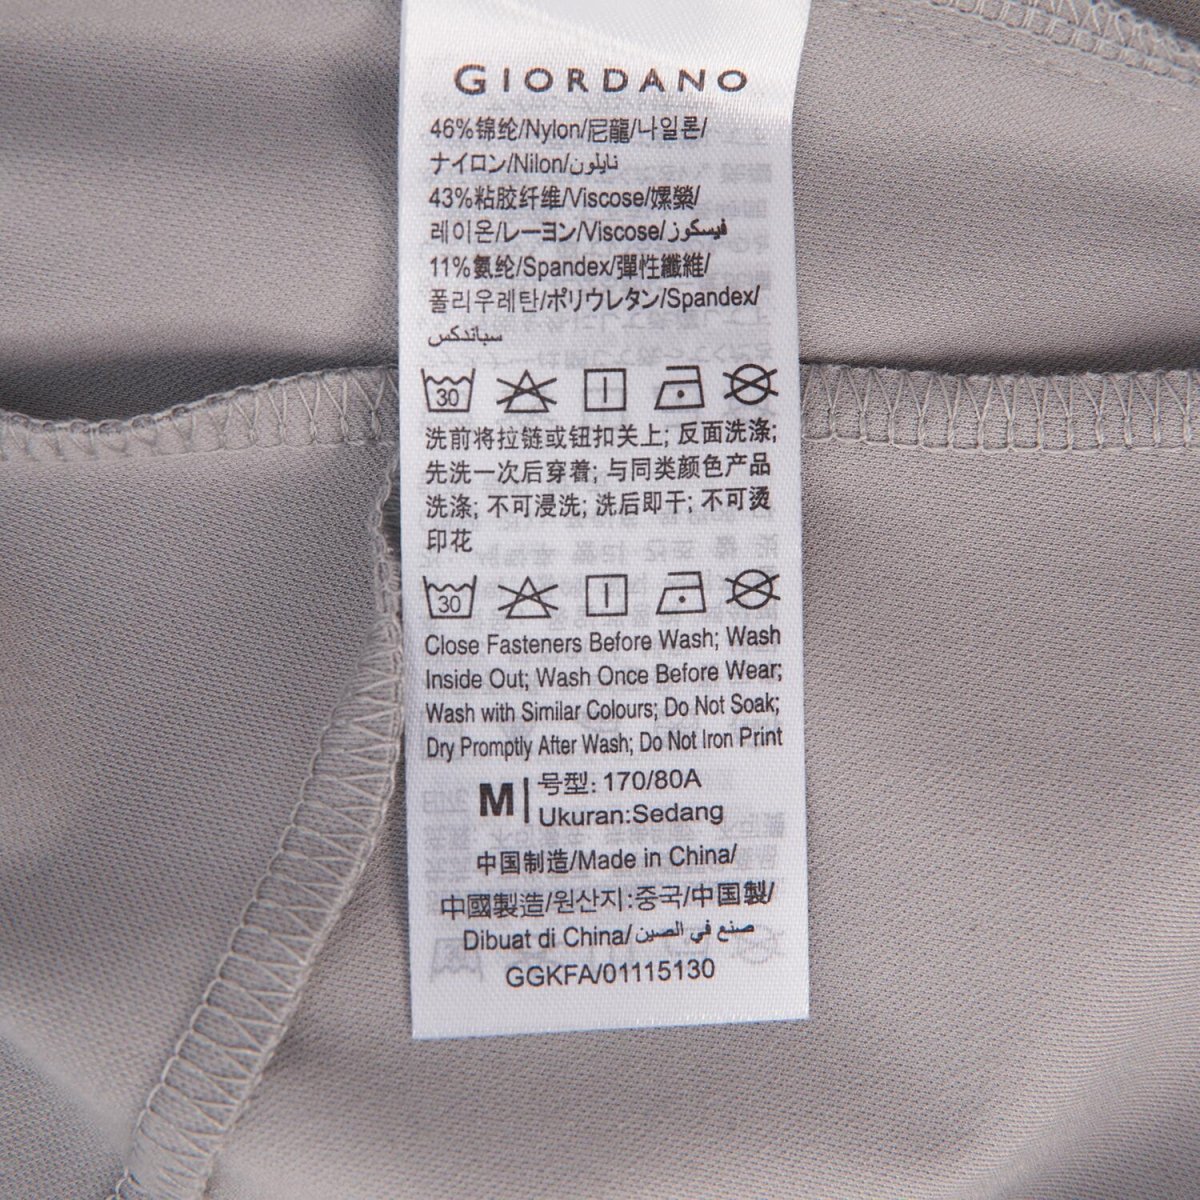 GIORDANO
46%锦纶/Nylon/尼龍/나일론/
ナイロン/Nilon/نايلون
43%粘胶纤维/Viscose/嫘縈/
레이온/レーヨン/Viscose/فيسكوز
11%氨纶/Spandex/彈性纖維/
폴리우레탄/ポリウレタン/Spandex/
سباندكس
30
洗前将拉链或钮扣关上; 反面洗涤;
先洗一次后穿着; 与同类颜色产品
洗涤; 不可浸洗; 洗后即干; 不可烫
印花
30
Close Fasteners Before Wash; Wash
Inside Out; Wash Once Before Wear;
Wash with Similar Colours; Do Not Soak;
Dry Promptly After Wash; Do Not Iron Print
M 号型: 170/80A
Ukuran:Sedang
中国制造/Made in China/
中國製造/원산지:중국/中国製/
Dibuat di China/صنع في الصين
GGKFA/01115130